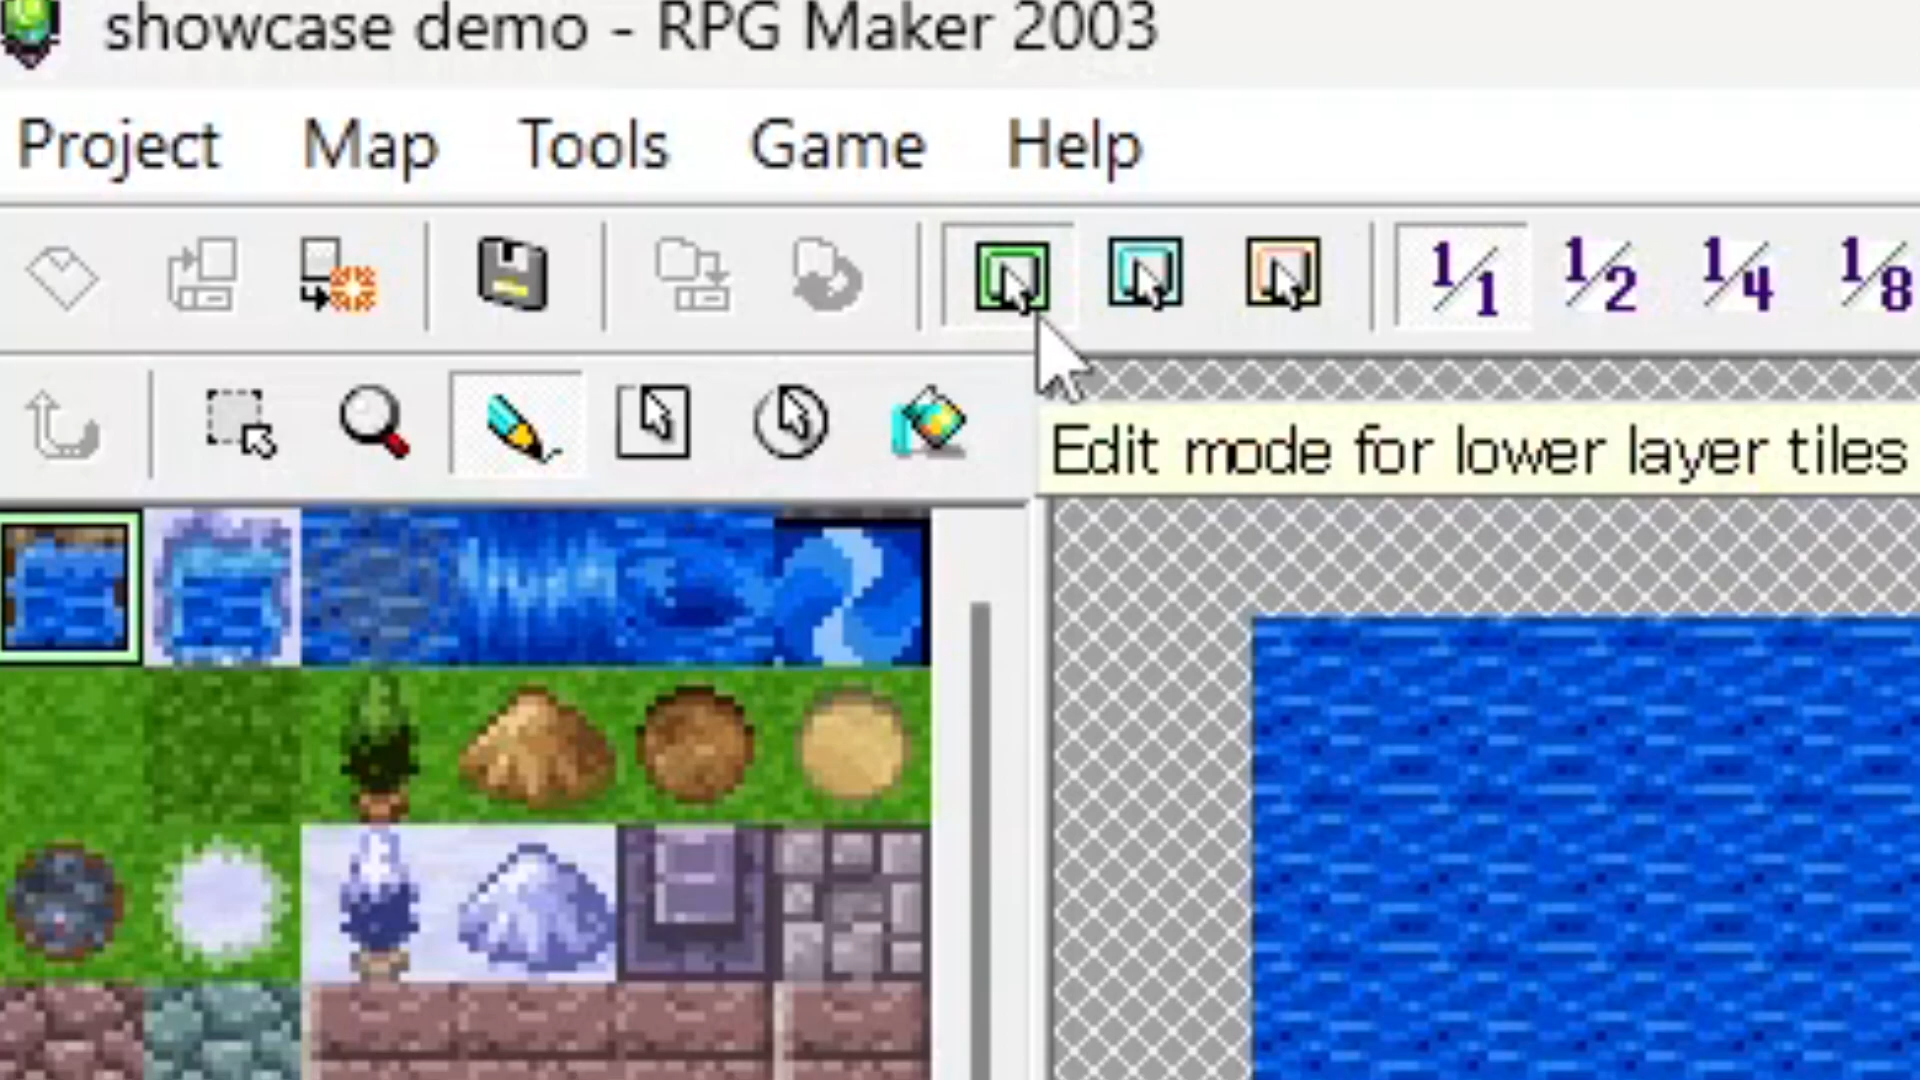 showcase demo - RPG Maker 2003
Project Map Tools Game Help
1/1 1/2 1/4 1/8
Edit mode for lower layer tiles